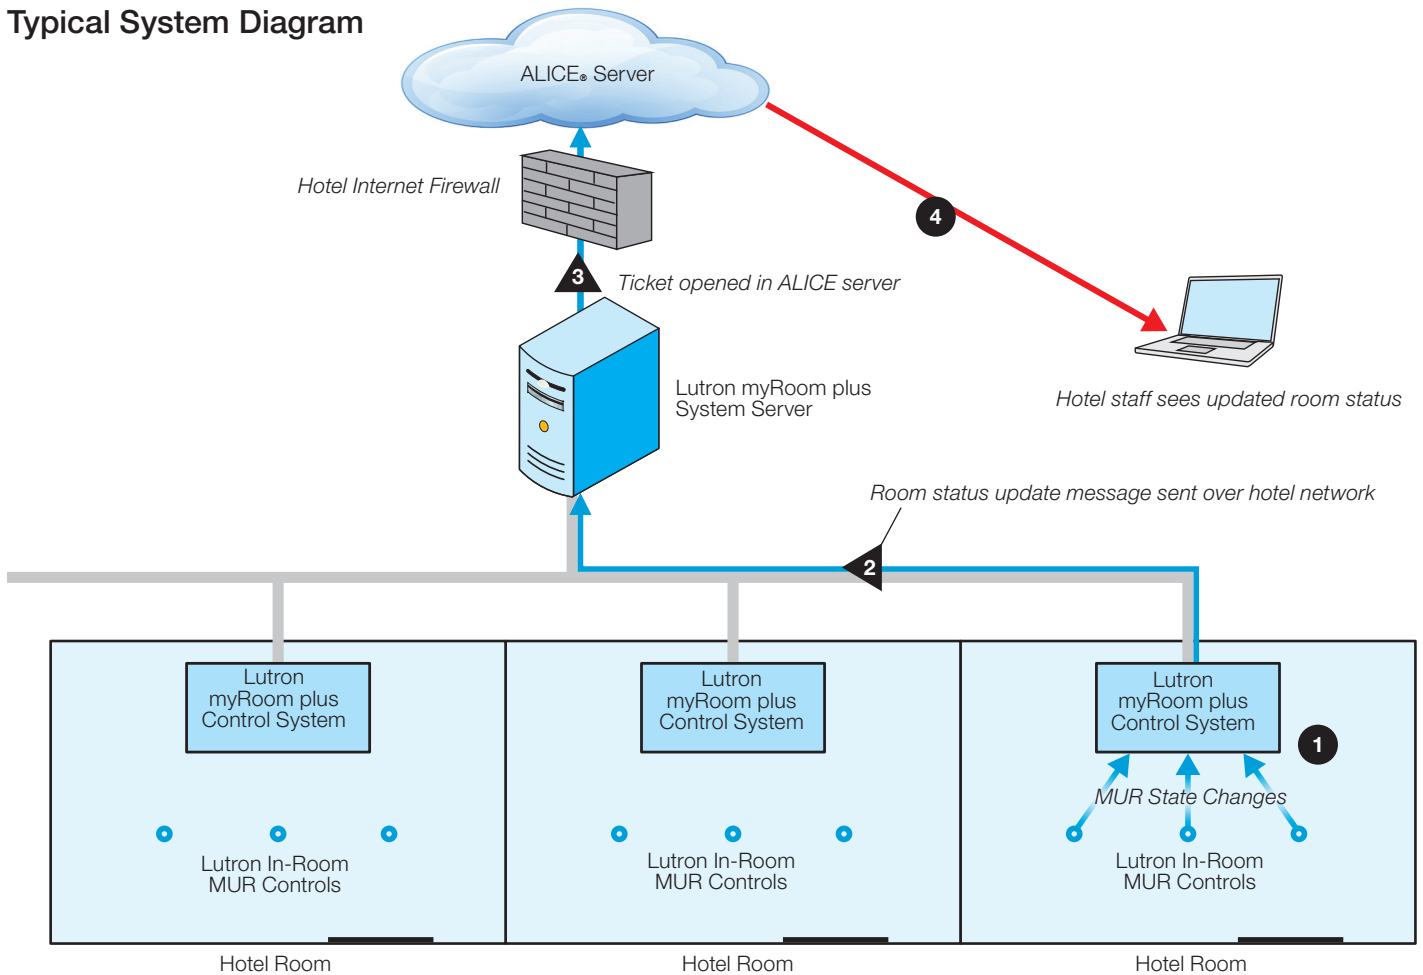 Typical System Diagram
ALICE® Server
Hotel Internet Firewall
4
3
Ticket opened in ALICE server
Lutron myRoom plus
System Server
Hotel staff sees updated room status
Room status update message sent over hotel network
2
Lutron
myRoom plus
Control System
Lutron
myRoom plus
Control System
Lutron
myRoom plus
Control System
1
MUR State Changes
Lutron In-Room
MUR Controls
Lutron In-Room
MUR Controls
Lutron In-Room
MUR Controls
Hotel Room
Hotel Room
Hotel Room